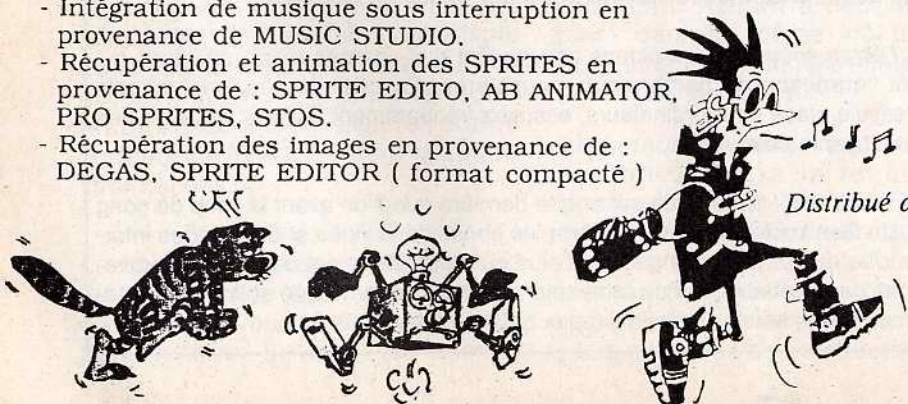 - Intégration de musique sous interruption en
provenance de MUSIC STUDIO.
- Récupération et animation des SPRITES en
provenance de : SPRITE EDITO, AB ANIMATOR,
PRO SPRITES, STOS.
- Récupération des images en provenance de :
DEGAS, SPRITE EDITOR ( format compacté )
Distribué